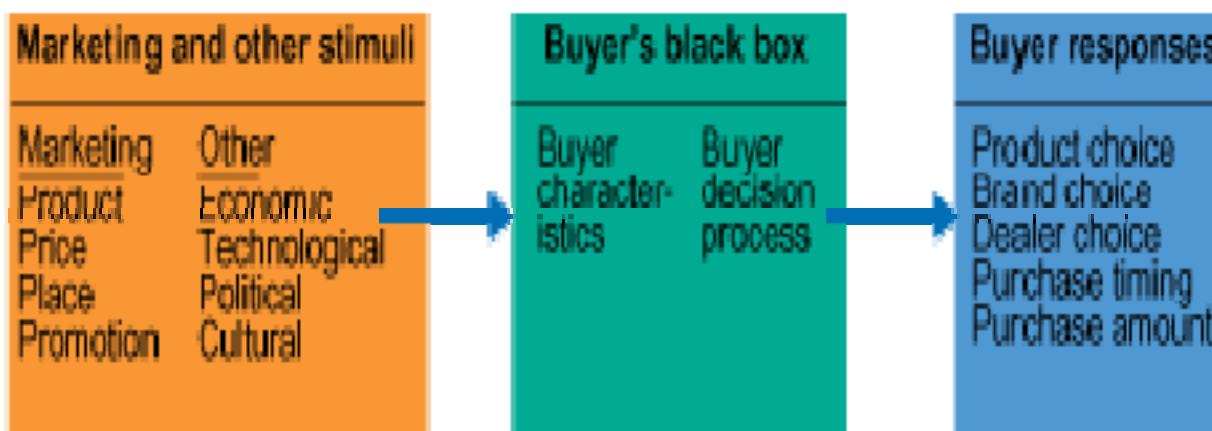 Marketing and other stimuli
Marketing
Product
Price
Place
Promotion
Other
Economic
Technological
Political
Cultural
Buyer's black box
Buyer
character-
istics
Buyer
decision
process
Buyer responses
Product choice
Brand choice
Dealer choice
Purchase timing
Purchase amount